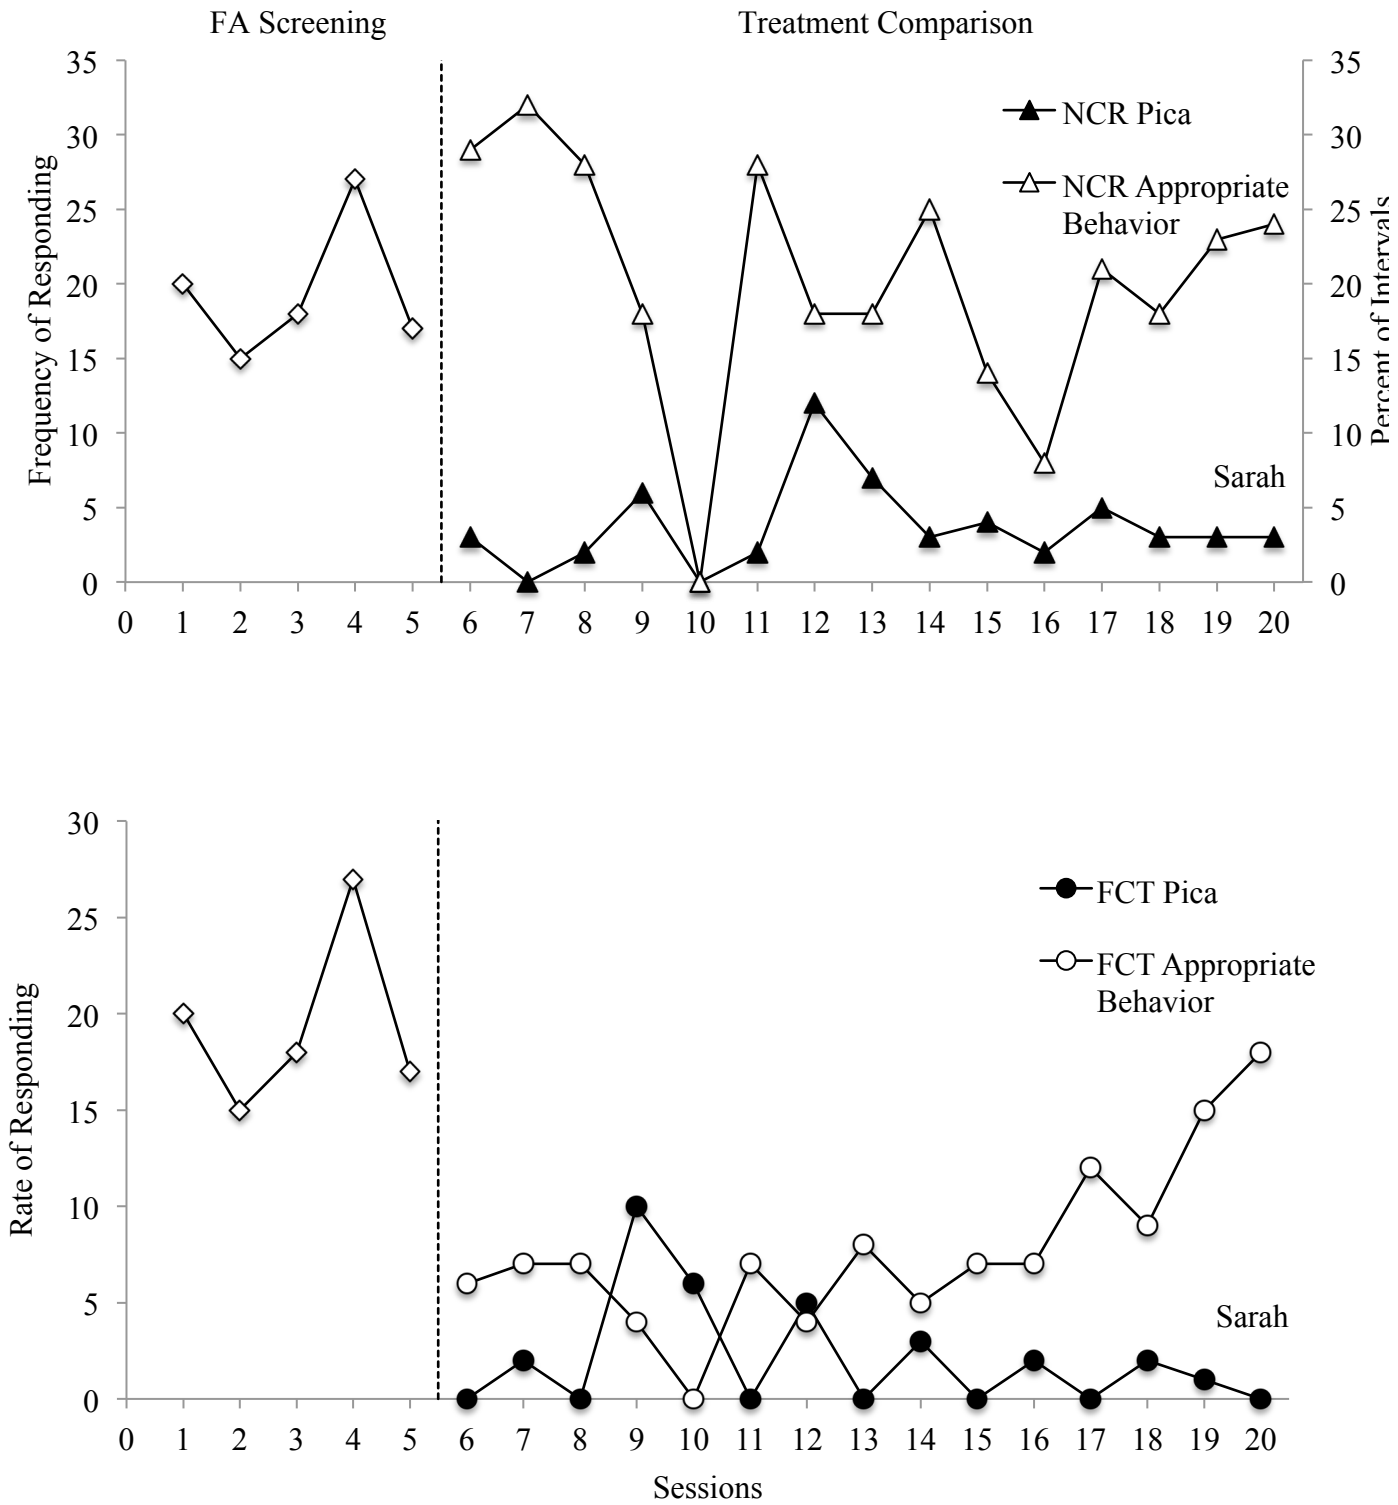 FA Screening
Treatment Comparison
35
30
25
20
15
10
5
0
Frequency of Responding
35
30
25
20
15
10
5
0
Percent of Intervals
NCR Pica
NCR Appropriate
Behavior
Sarah
0 1 2 3 4 5 6 7 8 9 10 11 12 13 14 15 16 17 18 19 20
30
25
20
15
10
5
0
Rate of Responding
FCT Pica
FCT Appropriate
Behavior
Sarah
0 1 2 3 4 5 6 7 8 9 10 11 12 13 14 15 16 17 18 19 20
Sessions